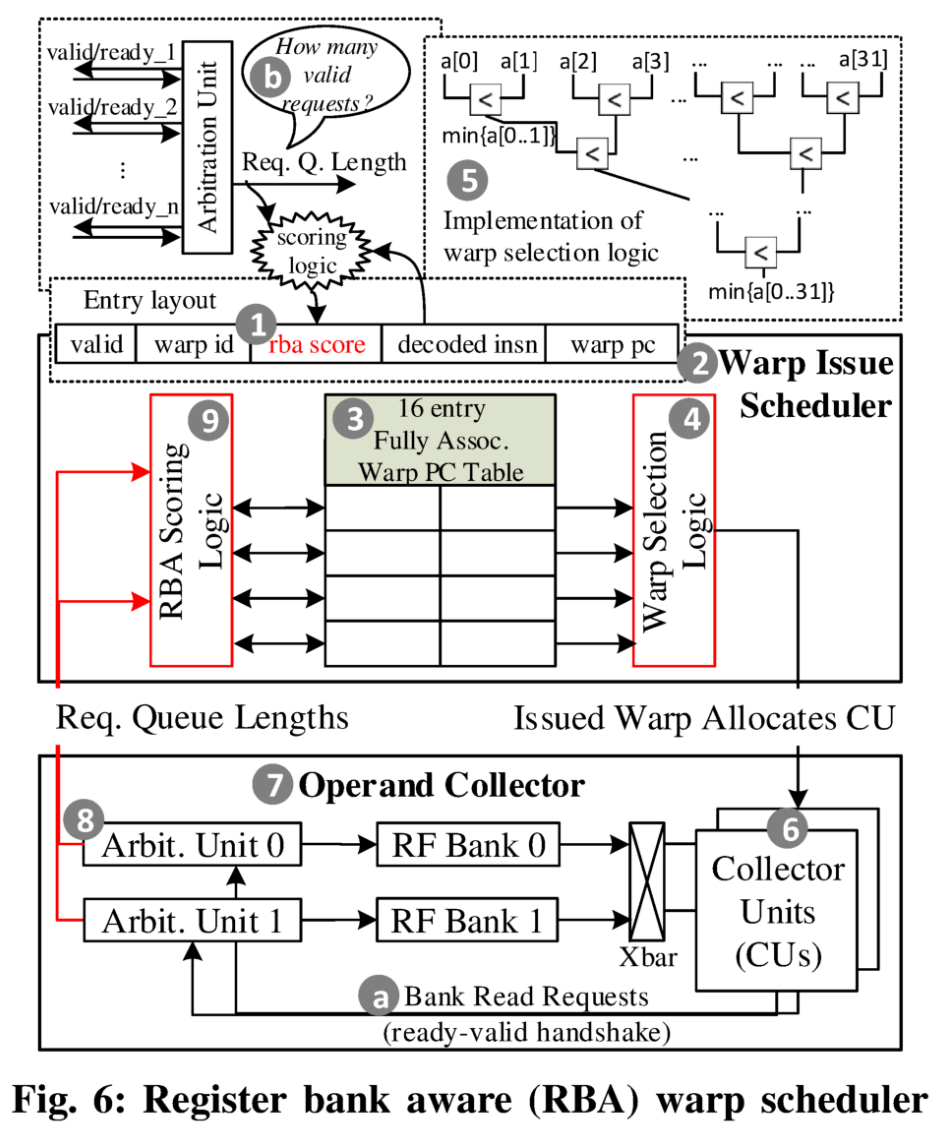 valid/ready_1
valid/ready_2
⋮
valid/ready_n
Arbitration Unit
b
How many
valid
requests?
Req. Q. Length
scoring
logic
a[0] a[1] a[2] a[3] ... ... a[31]
< < ... < <
min{a[0..1]}
< ... <
5
Implementation of
warp selection logic
... ...
<
min{a[0..31]}
Entry layout
1
valid warp id rba score decoded insn warp pc
2 Warp Issue
Scheduler
9
RBA Scoring
Logic
3 16 entry
Fully Assoc.
Warp PC Table
4
Warp Selection
Logic
Req. Queue Lengths
Issued Warp Allocates CU
7 Operand Collector
8
Arbit. Unit 0
RF Bank 0
Arbit. Unit 1
RF Bank 1
Xbar
6
Collector
Units
(CUs)
a Bank Read Requests
(ready-valid handshake)
Fig. 6: Register bank aware (RBA) warp scheduler